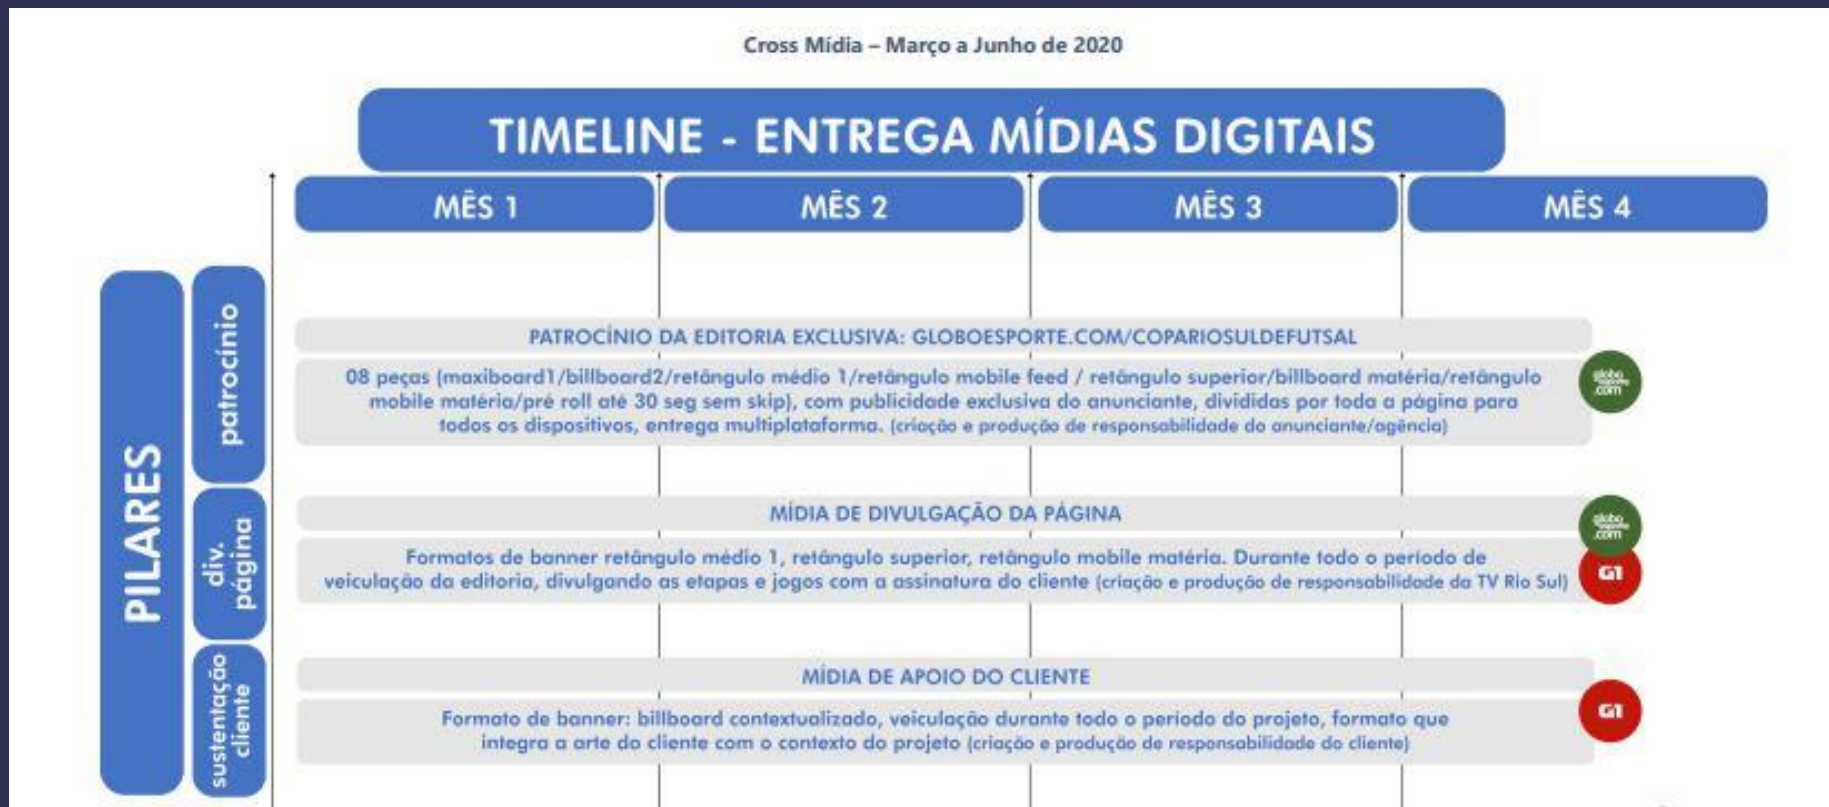 Cross Mídia – Março a Junho de 2020
TIMELINE - ENTREGA MÍDIAS DIGITAIS
MÊS 1
MÊS 2
MÊS 3
MÊS 4
PILARES
patrocínio
PATROCÍNIO DA EDITORIA EXCLUSIVA: GLOBOESPORTE.COM/COPARIOSULDEFUTSAL
08 peças (maxiboard1/billboard2/retângulo médio 1/retângulo mobile feed / retângulo superior/billboard matéria/retângulo
mobile matéria/pré roll até 30 seg sem skip), com publicidade exclusiva do anunciante, divididas por toda a página para
todos os dispositivos, entrega multiplataforma. (criação e produção de responsabilidade do anunciante/agência)
globo
esporte
.com
div.
página
MÍDIA DE DIVULGAÇÃO DA PÁGINA
Formatos de banner retângulo médio 1, retângulo superior, retângulo mobile matéria. Durante todo o período de
veiculação da editoria, divulgando as etapas e jogos com a assinatura do cliente (criação e produção de responsabilidade da TV Rio Sul)
globo
esporte
.com
G1
sustentação
cliente
MÍDIA DE APOIO DO CLIENTE
Formato de banner: billboard contextualizado, veiculação durante todo o período do projeto, formato que
integra a arte do cliente com o contexto do projeto (criação e produção de responsabilidade do cliente)
G1